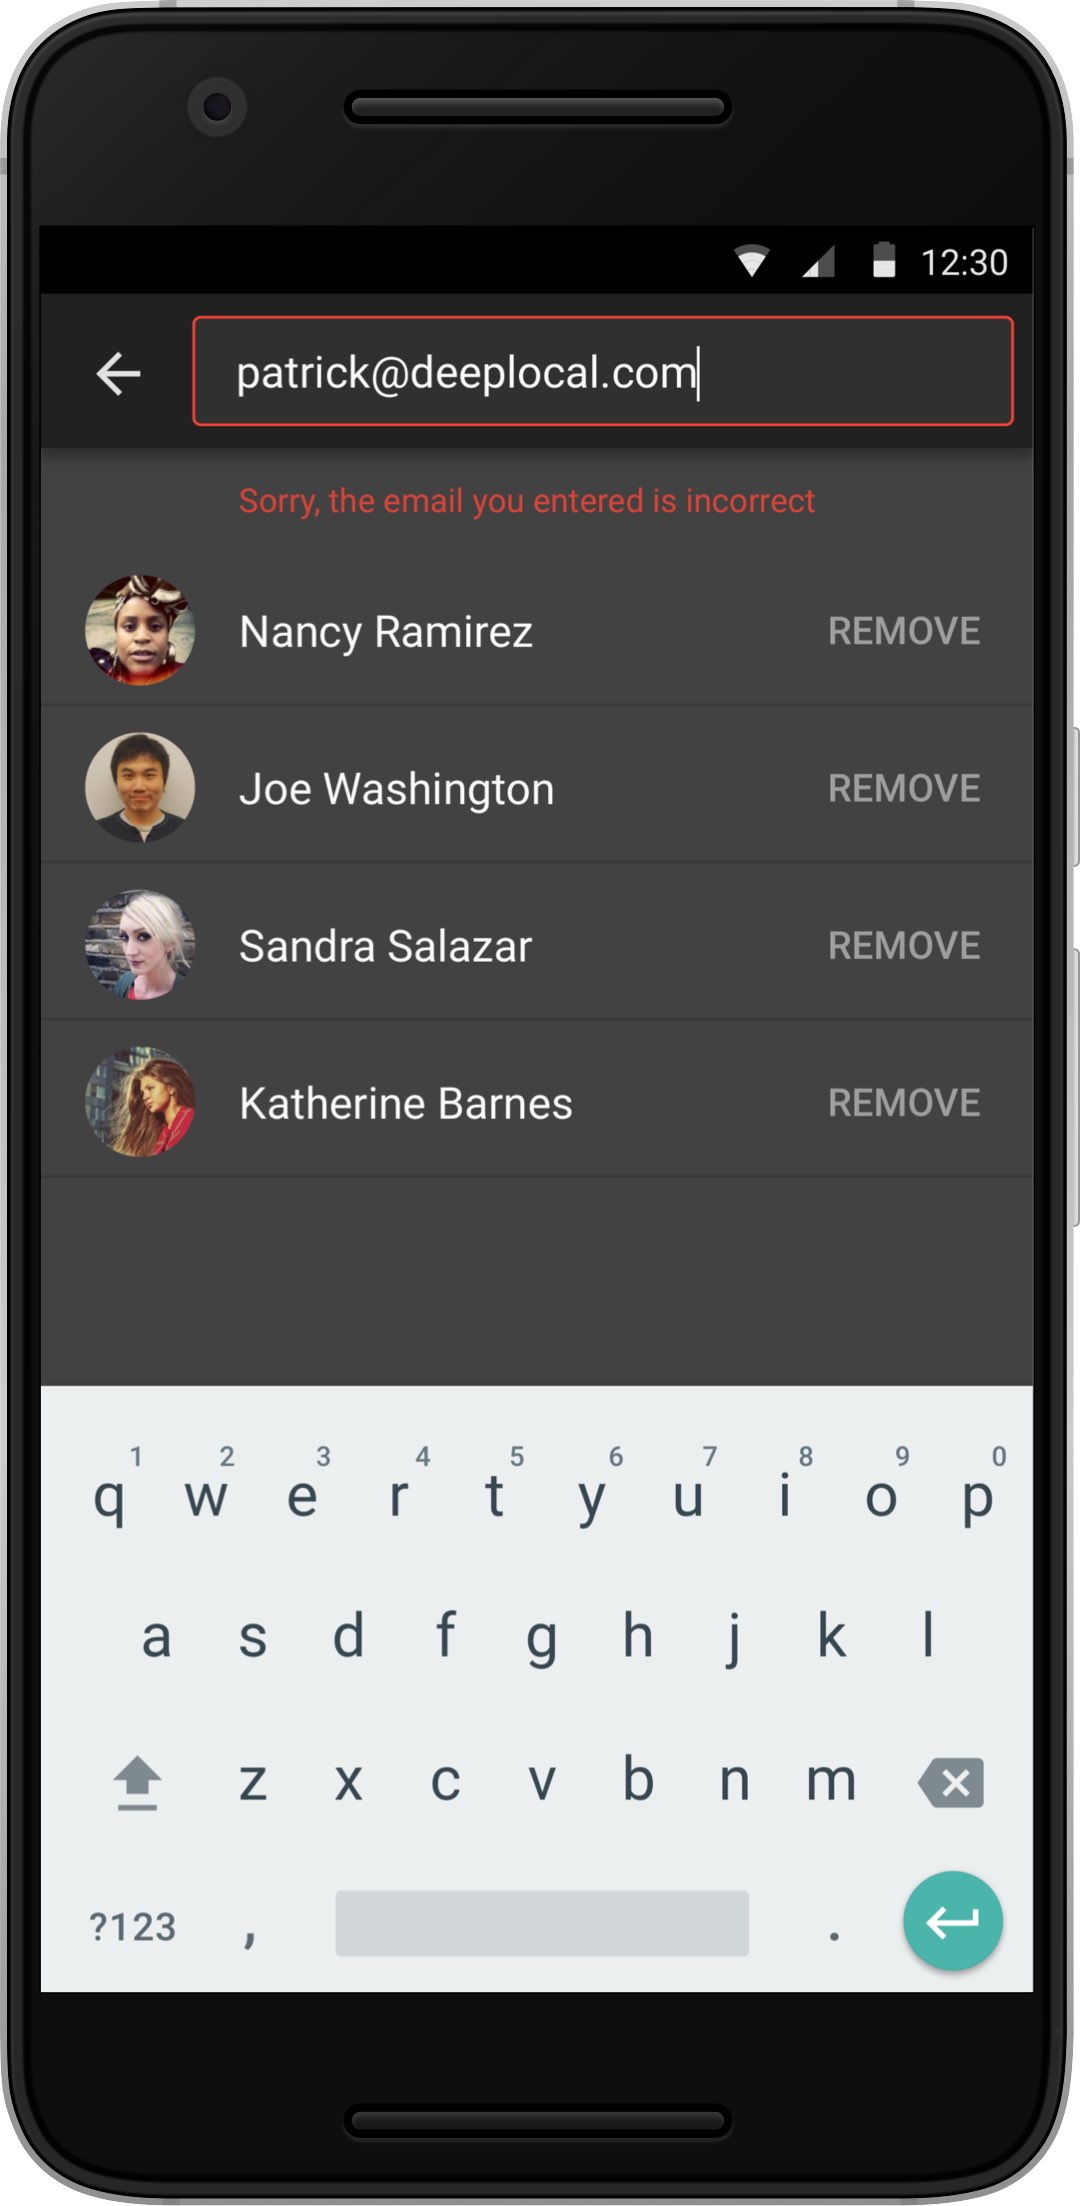 12:30
patrick@deeplocal.com
Sorry, the email you entered is incorrect
Nancy Ramirez REMOVE
Joe Washington REMOVE
Sandra Salazar REMOVE
Katherine Barnes REMOVE
1 2 3 4 5 6 7 8 9 0
q w e r t y u i o p
a s d f g h j k l
z x c v b n m
?123 , .